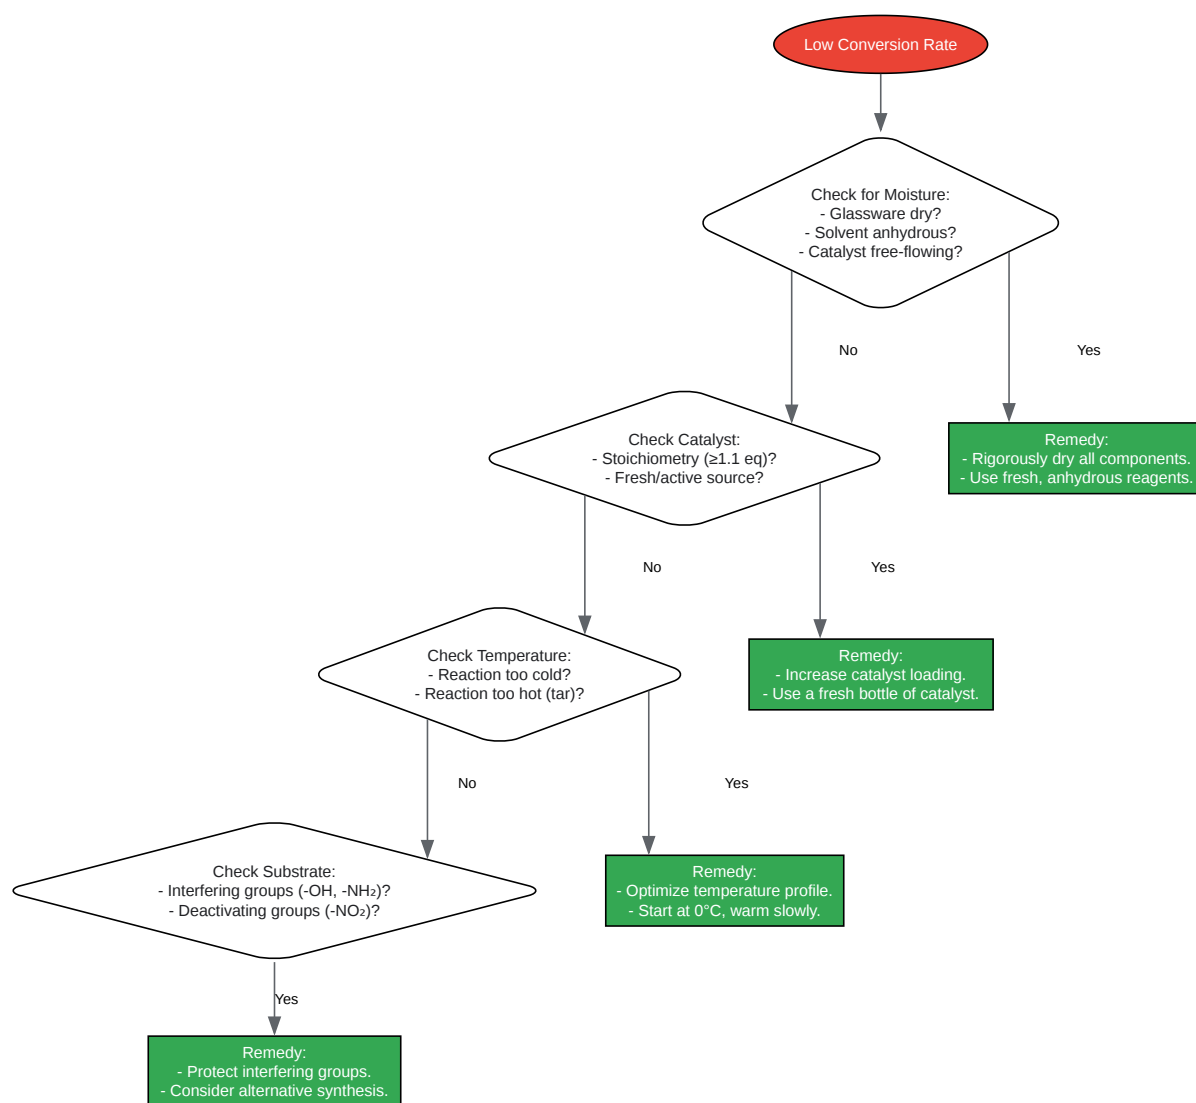 Low Conversion Rate
Check for Moisture:
- Glassware dry?
- Solvent anhydrous?
- Catalyst free-flowing?
No
Yes
Check Catalyst:
- Stoichiometry (≥1.1 eq)?
- Fresh/active source?
Remedy:
- Rigorously dry all components.
- Use fresh, anhydrous reagents.
No
Yes
Check Temperature:
- Reaction too cold?
- Reaction too hot (tar)?
Remedy:
- Increase catalyst loading.
- Use a fresh bottle of catalyst.
No
Yes
Check Substrate:
- Interfering groups (-OH, -NH₂)?
- Deactivating groups (-NO₂)?
Remedy:
- Optimize temperature profile.
- Start at 0°C, warm slowly.
Yes
Remedy:
- Protect interfering groups.
- Consider alternative synthesis.